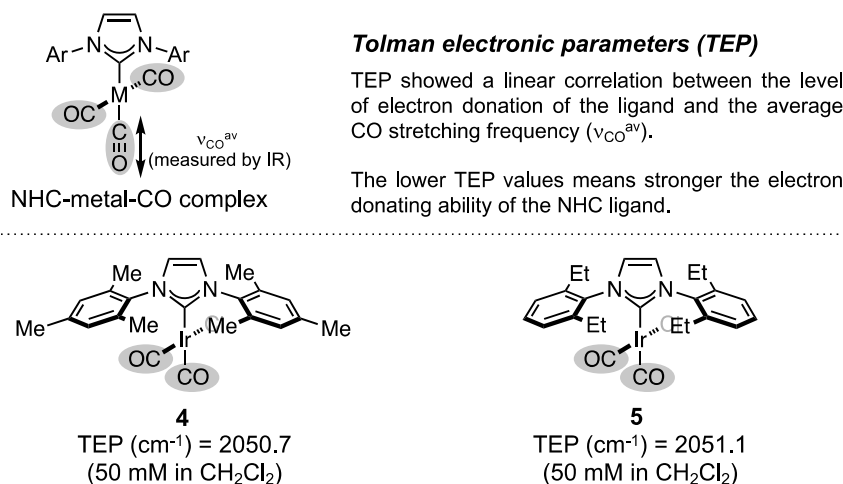 Ar N N Ar
M CO
OC
C
O
νCOav
(measured by IR)
NHC-metal-CO complex
Tolman electronic parameters (TEP)
TEP showed a linear correlation between the level
of electron donation of the ligand and the average
CO stretching frequency (νCOav).
The lower TEP values means stronger the electron
donating ability of the NHC ligand.
Me Me
N N
Me Me Me Me
Ir
OC
CO
4
TEP (cm-1) = 2050.7
(50 mM in CH2Cl2)
Et Et
N N
Et Et
Ir
OC
CO
5
TEP (cm-1) = 2051.1
(50 mM in CH2Cl2)